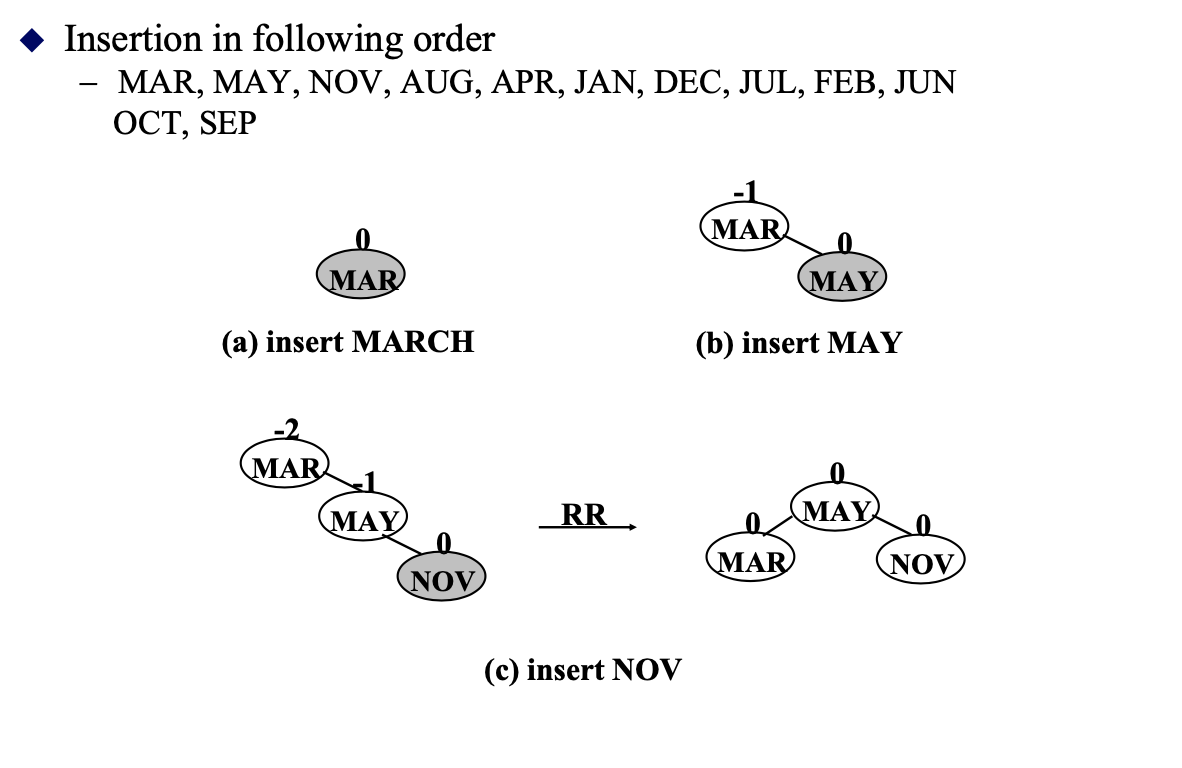 Insertion in following order
– MAR, MAY, NOV, AUG, APR, JAN, DEC, JUL, FEB, JUN
OCT, SEP
0
MAR
(a) insert MARCH
-1
MAR
0
MAY
(b) insert MAY
-2
MAR
-1
MAY
0
NOV
RR
0
MAY
0
MAR
0
NOV
(c) insert NOV